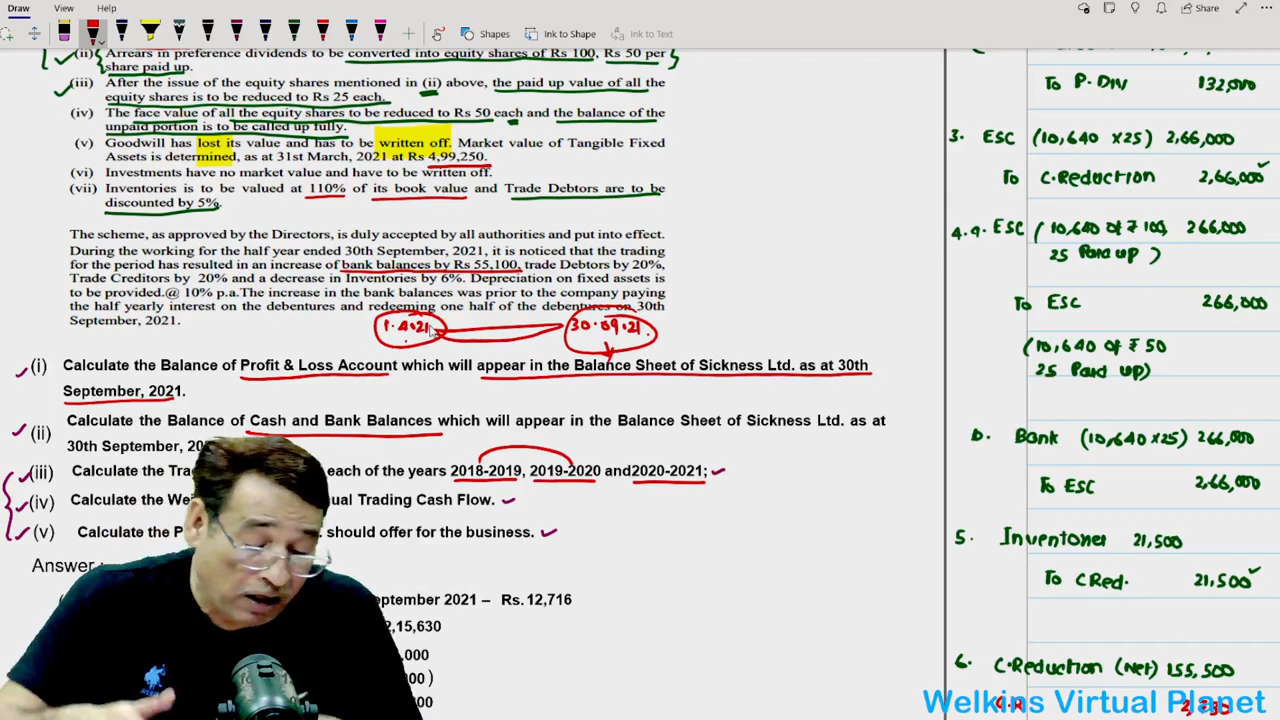 Draw View Help
Share
Shapes Ink to Shape Ink to Text
(ii) Arrears in preference dividends to be converted into equity shares of Rs 100, Rs 50 per
share paid up.
(iii) After the issue of the equity shares mentioned in (ii) above, the paid up value of all the
equity shares is to be reduced to Rs 25 each.
(iv) The face value of all the equity shares to be reduced to Rs 50 each and the balance of the
unpaid portion is to be called up fully.
(v) Goodwill has lost its value and has to be written off. Market value of Tangible Fixed
Assets is determined, as at 31st March, 2021 at Rs 4,99,250.
(vi) Investments have no market value and have to be written off.
(vii) Inventories is to be valued at 110% of its book value and Trade Debtors are to be
discounted by 5%.
The scheme, as approved by the Directors, is duly accepted by all authorities and put into effect.
During the working for the half year ended 30th September, 2021, it is noticed that the trading
for the period has resulted in an increase of bank balances by Rs 55,100, trade Debtors by 20%,
Trade Creditors by 20% and a decrease in Inventories by 6%. Depreciation on fixed assets is
to be provided.@ 10% p.a.The increase in the bank balances was prior to the company paying
the half yearly interest on the debentures and redeeming one half of the debentures on 30th
September, 2021.
1.4.21 30.09.21
(i) Calculate the Balance of Profit & Loss Account which will appear in the Balance Sheet of Sickness Ltd. as at 30th
September, 2021.
(ii) Calculate the Balance of Cash and Bank Balances which will appear in the Balance Sheet of Sickness Ltd. as at
30th September, 20
(iii) Calculate the Tra each of the years 2018-2019, 2019-2020 and2020-2021;
(iv) Calculate the We ual Trading Cash Flow.
(v) Calculate the P should offer for the business.
Answer :
eptember 2021 – Rs. 12,716
2,15,630
,000
000 )
00
To P. DIV 132,000
3. ESC (10,640 x25) 2,66,000
To C.Reduction 2,66,000
4.a. ESC (10,640 of ₹ 100, 266,000
25 Paid up)
To ESC 266,000
(10,640 of ₹ 50
25 Paid up)
b. Bank (10,640x25) 266,000
To ESC 2,66,000
5. Inventories 21,500
To C Red. 21,500
6. C.Reduction (Net) 155,500
Welkins Virtual Planet